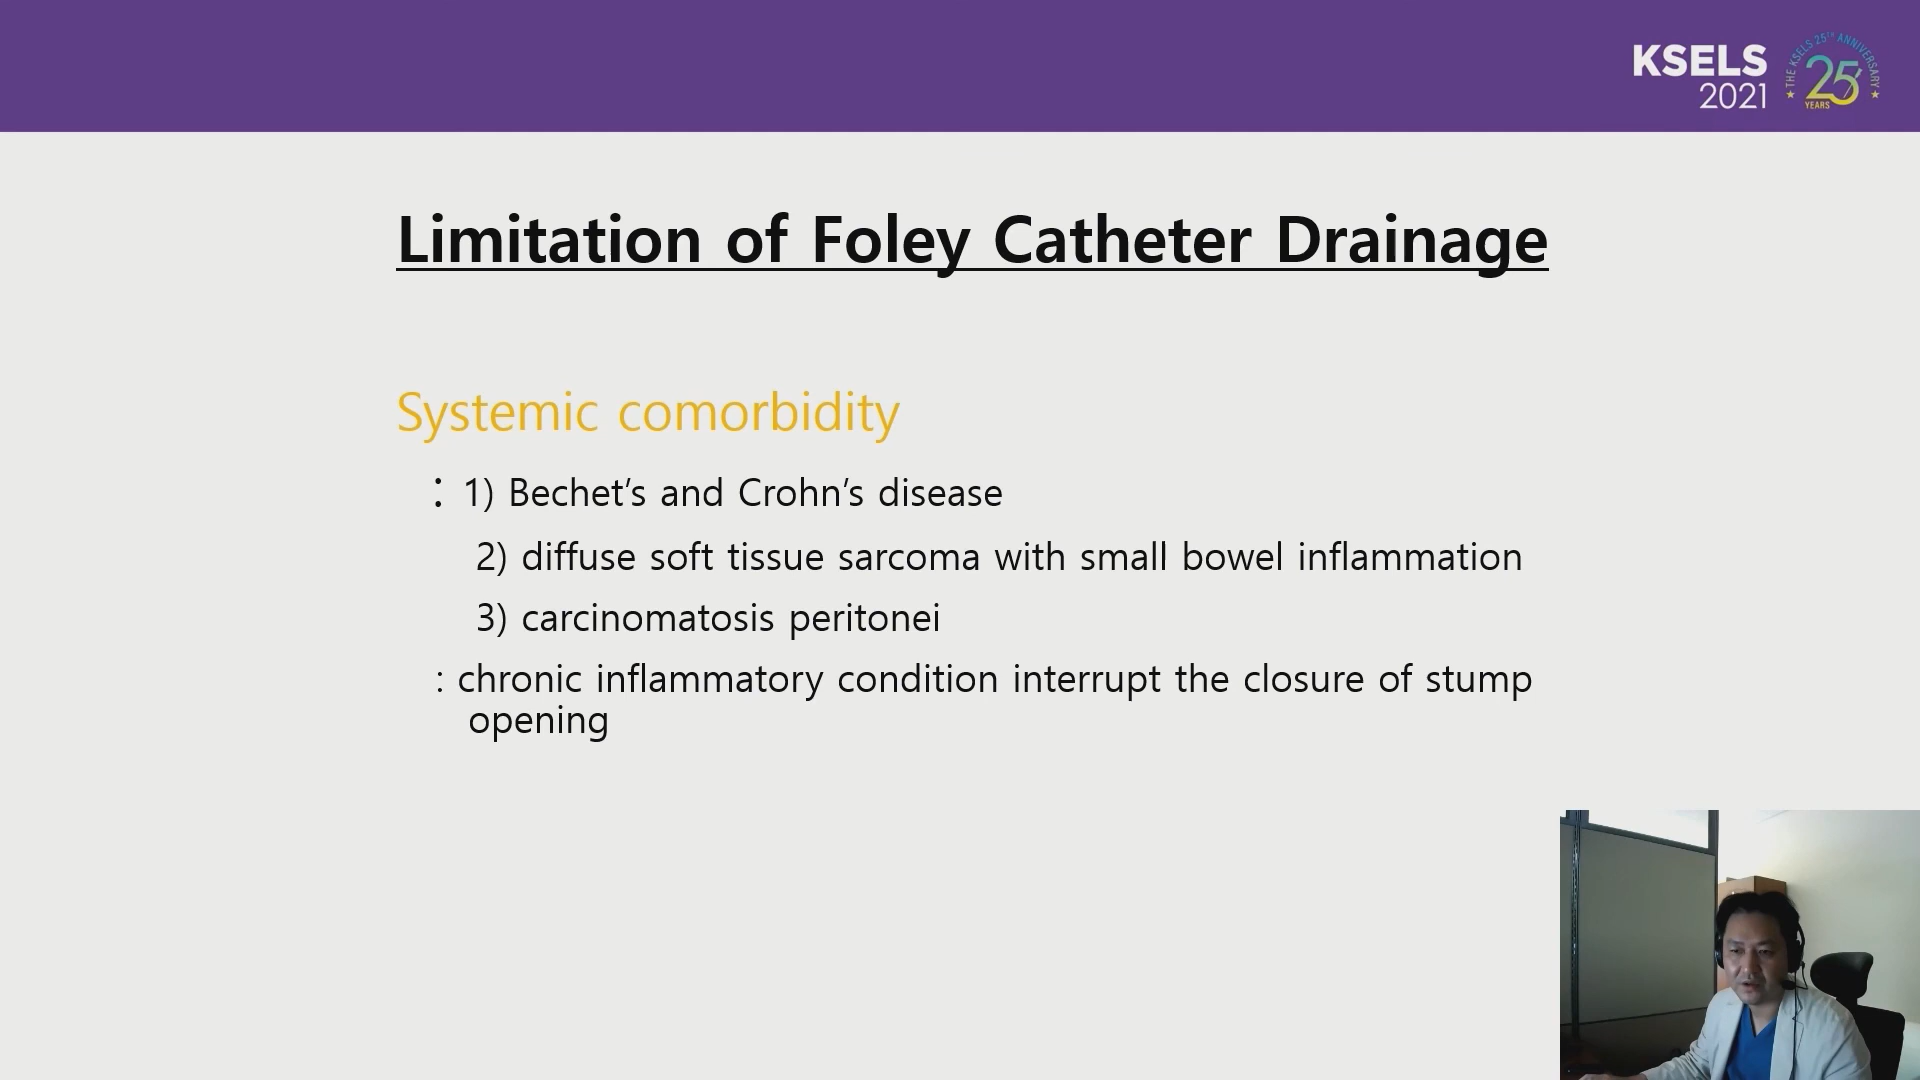 KSELS
2021
THE KSELS 25TH ANNIVERSARY
25
YEARS
Limitation of Foley Catheter Drainage
Systemic comorbidity
: 1) Bechet’s and Crohn’s disease
2) diffuse soft tissue sarcoma with small bowel inflammation
3) carcinomatosis peritonei
: chronic inflammatory condition interrupt the closure of stump
opening